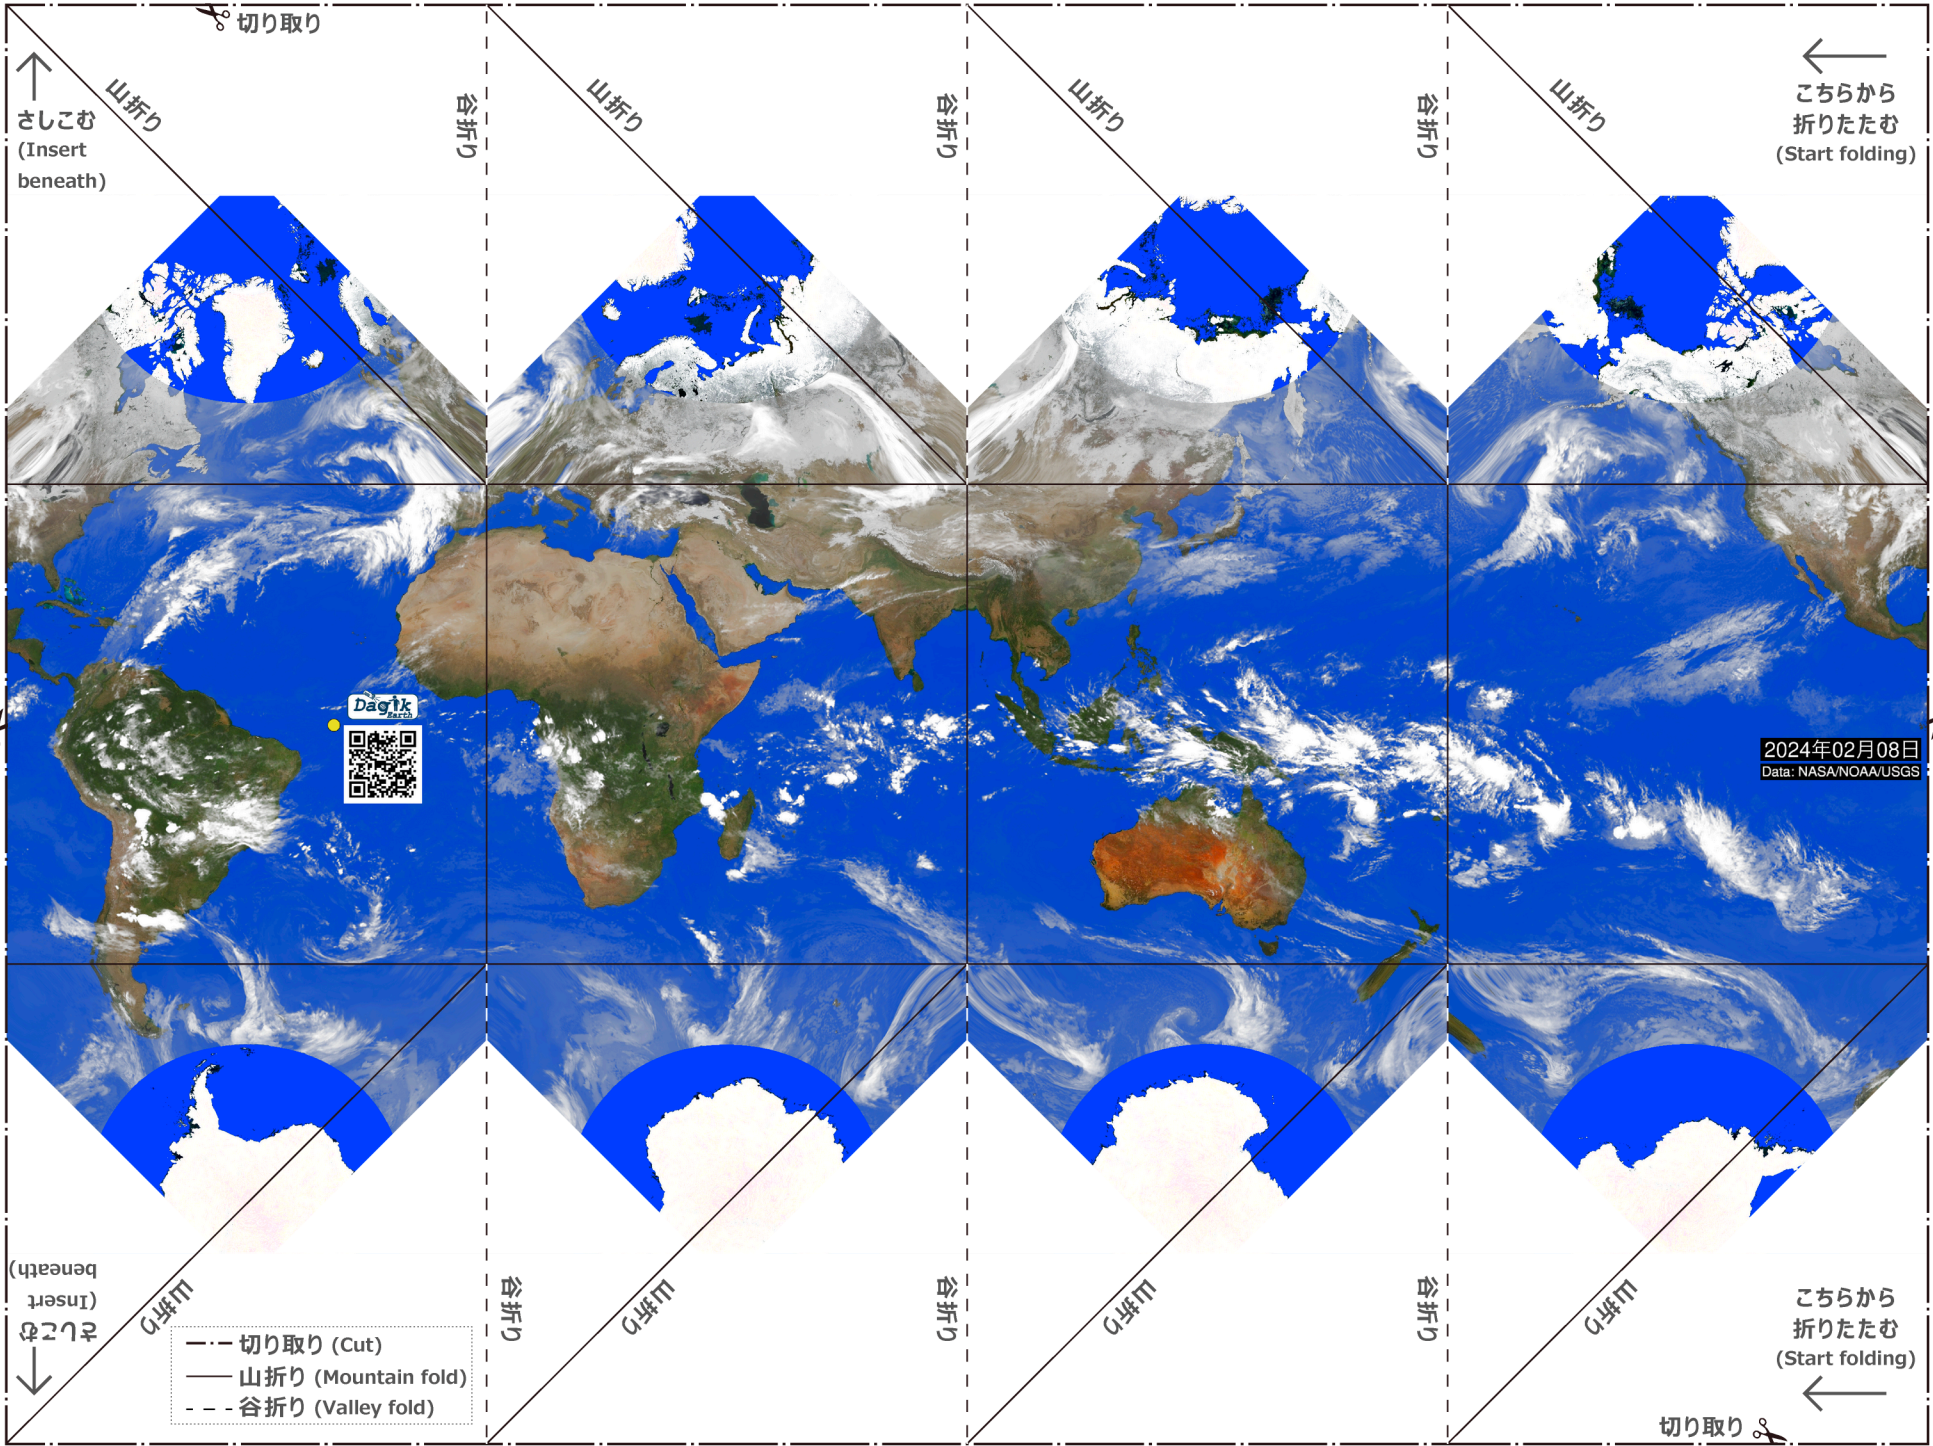 切り取り
山折り
谷折り
山折り
谷折り
山折り
谷折り
山折り
さしこむ
(Insert
beneath)
こちらから
折りたたむ
(Start folding)
Dagik
Earth
2024年02月08日
Data: NASA/NOAA/USGS
さしこむ
(Insert
beneath)
山折り
谷折り
山折り
谷折り
山折り
谷折り
山折り
こちらから
折りたたむ
(Start folding)
切り取り (Cut)
山折り (Mountain fold)
谷折り (Valley fold)
切り取り